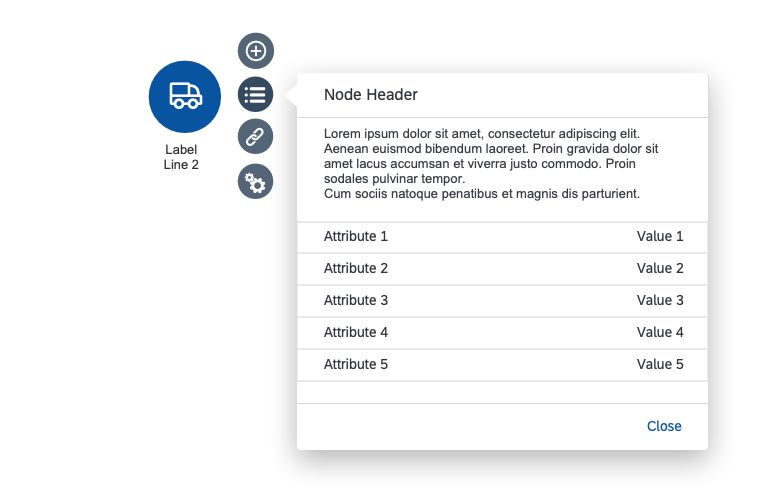 Label
Line 2
Node Header
Lorem ipsum dolor sit amet, consectetur adipiscing elit.
Aenean euismod bibendum laoreet. Proin gravida dolor sit
amet lacus accumsan et viverra justo commodo. Proin
sodales pulvinar tempor.
Cum sociis natoque penatibus et magnis dis parturient.
Attribute 1 Value 1
Attribute 2 Value 2
Attribute 3 Value 3
Attribute 4 Value 4
Attribute 5 Value 5
Close